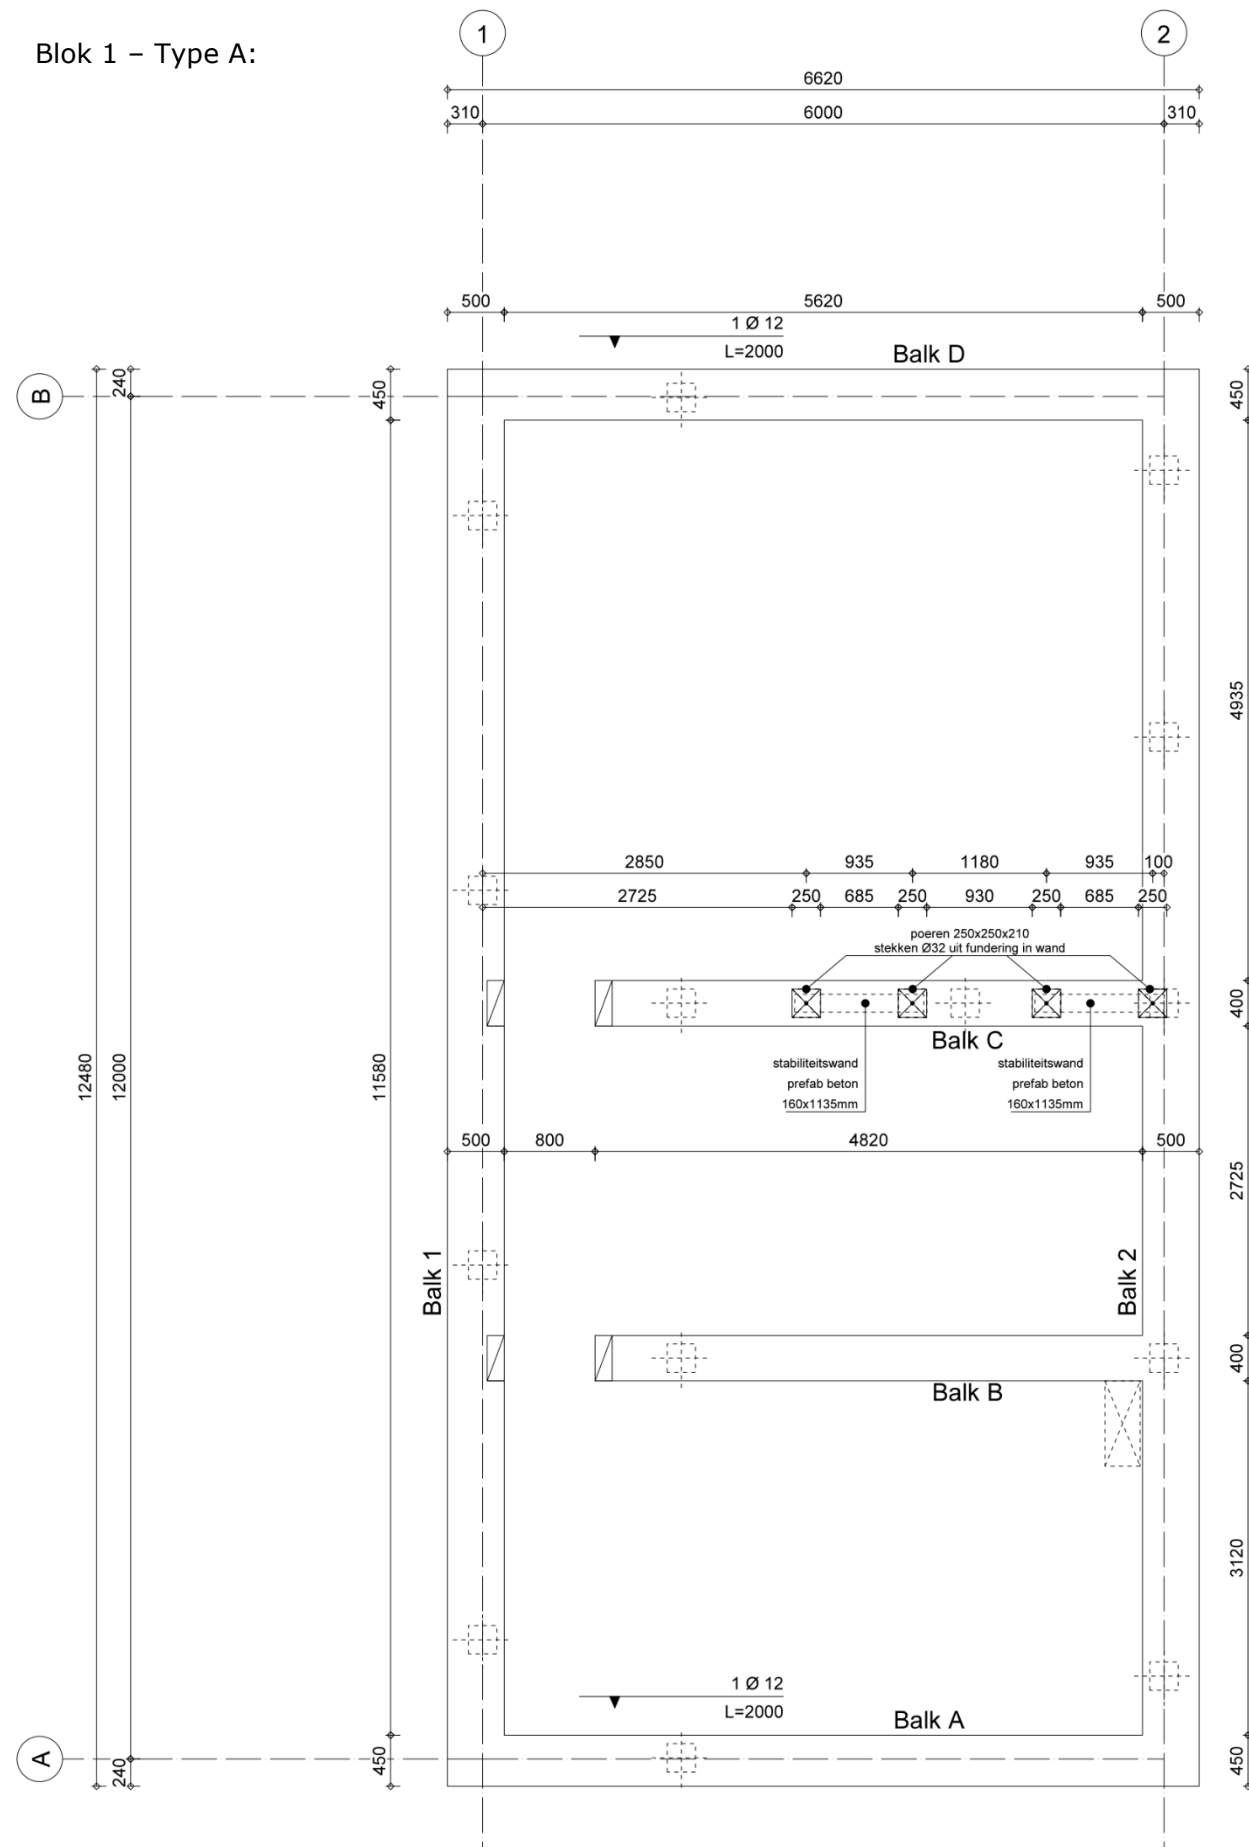 Blok 1 – Type A:
1
2
6620
310
6000
310
500
5620
500
1 Ø 12
L=2000
Balk D
B
240
450
450
4935
2850
935
1180
935
100
2725
250
685
250
930
250
685
250
poeren 250x250x210
stekken Ø32 uit fundering in wand
400
Balk C
stabiliteitswand
prefab beton
160x1135mm
stabiliteitswand
prefab beton
160x1135mm
12480
12000
11580
500
800
4820
500
2725
Balk 1
Balk 2
400
Balk B
3120
1 Ø 12
L=2000
Balk A
A
240
450
450